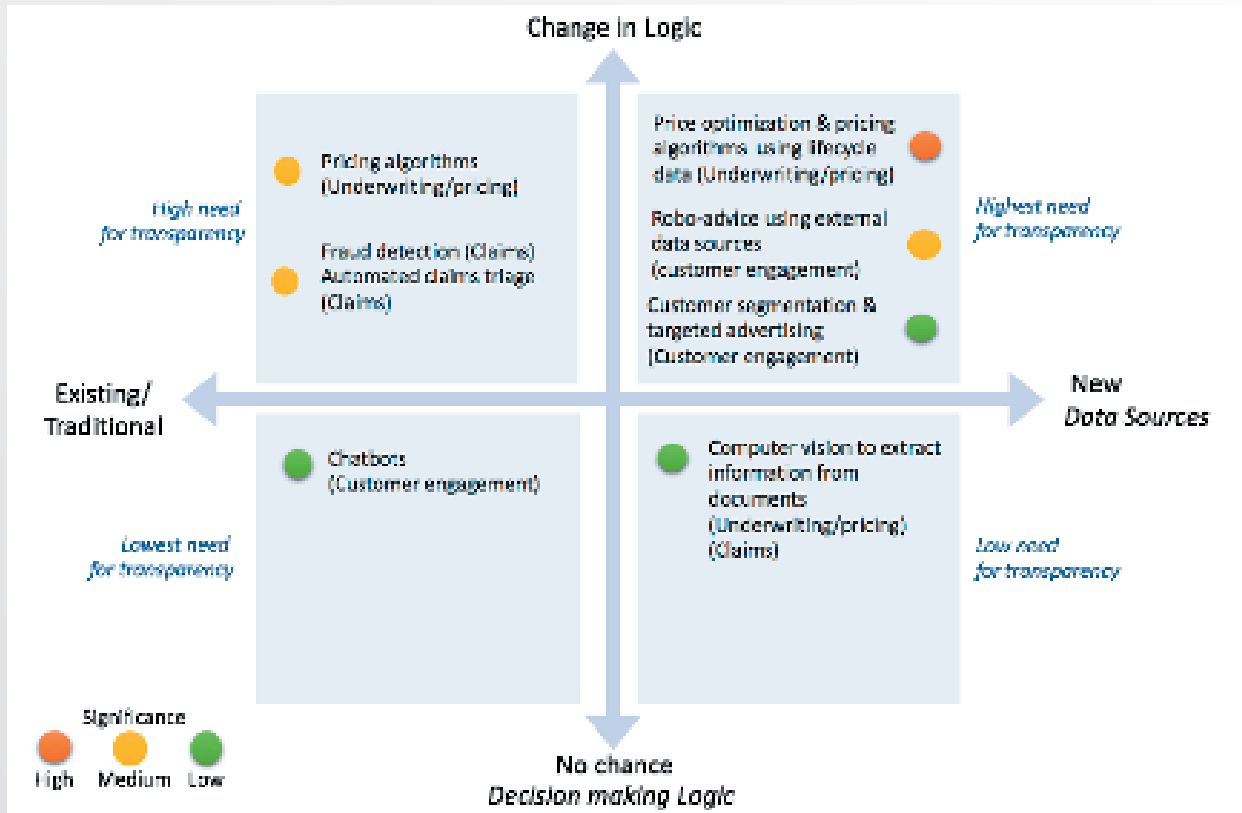 Change in Logic
Pricing algorithms
(Underwriting/pricing)
Fraud detection (Claims)
Automated claims triage
(Claims)
High need
for transparency
Price optimization & pricing
algorithms using lifecycle
data (Underwriting/pricing)
Robo-advice using external
data sources
(customer engagement)
Customer segmentation &
targeted advertising
(Customer engagement)
Highest need
for transparency
Existing/
Traditional
New
Data Sources
Chatbots
(Customer engagement)
Lowest need
for transparency
Computer vision to extract
information from
documents
(Underwriting/pricing)
(Claims)
Low need
for transparency
Significance
High Medium Low
No chance
Decision making Logic